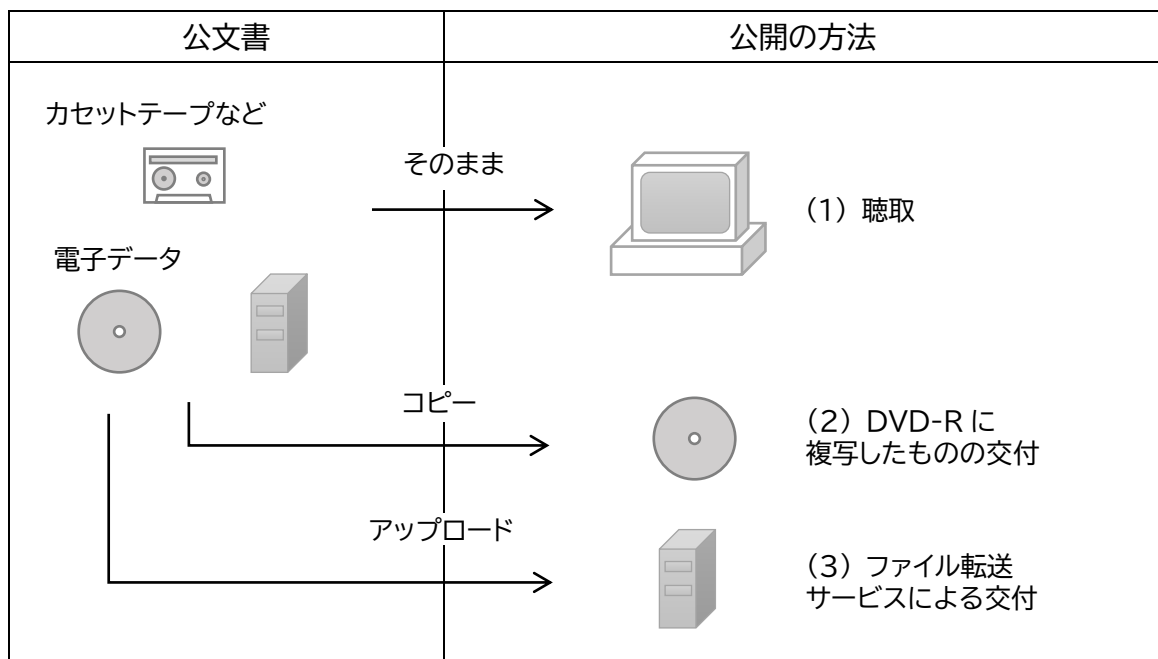 公文書
公開の方法
カセットテープなど
そのまま
(1) 聴取
電子データ
コピー
(2) DVD-R に
複写したものの交付
アップロード
(3) ファイル転送
サービスによる交付